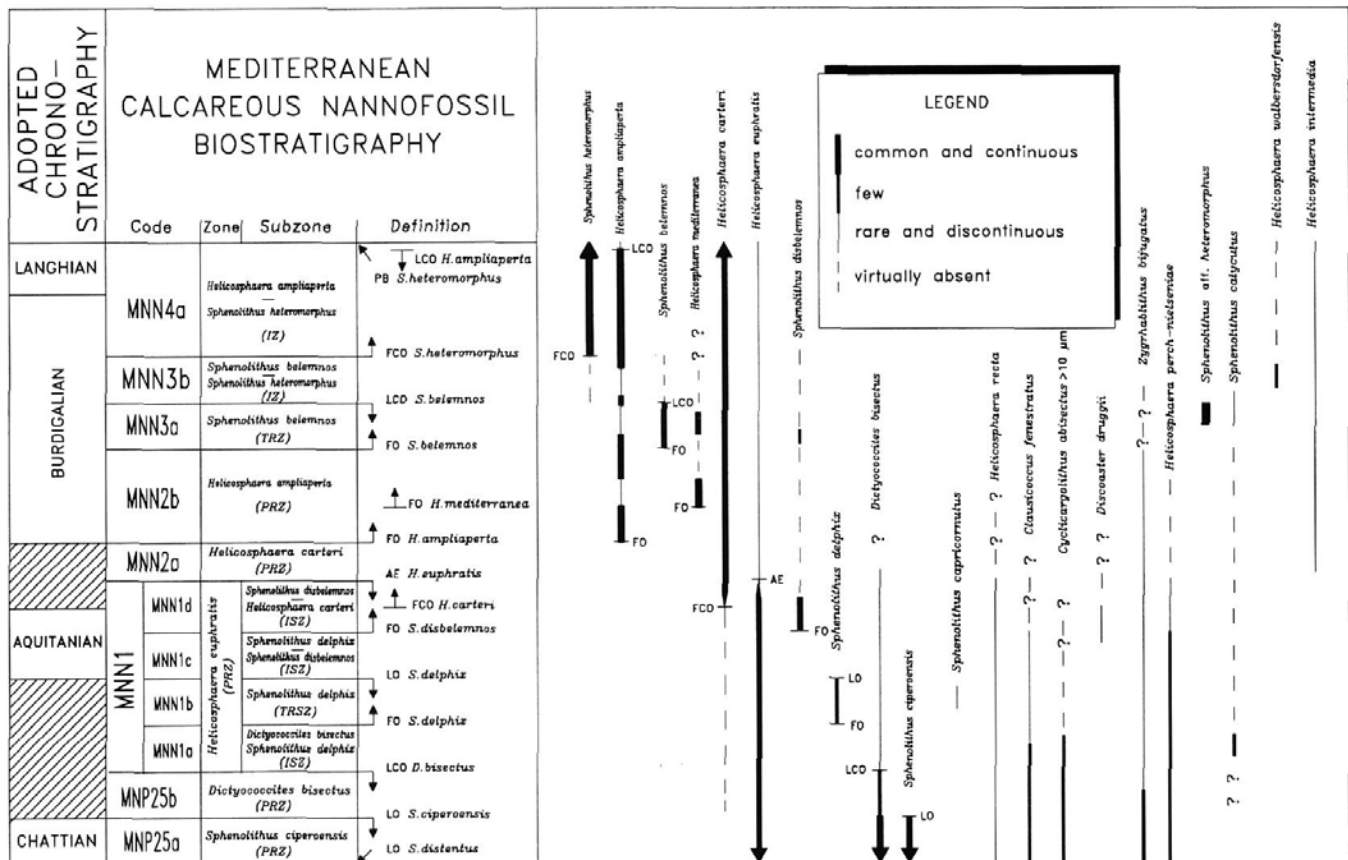 ADOPTED
CHRONO-
STRATIGRAPHY
MEDITERRANEAN
CALCAREOUS NANNOFOSSIL
BIOSTRATIGRAPHY
Code
Zone
Subzone
Definition
LANGHIAN
BURDIGALIAN
AQUITANIAN
CHATTIAN
MNN4a
Helicosphaera ampliaperta
Sphenolithus heteromorphus
(IZ)
MNN3b
Sphenolithus belemnos
Sphenolithus heteromorphus
(IZ)
MNN3a
Sphenolithus belemnos
(TRZ)
MNN2b
Helicosphaera ampliaperta
(PRZ)
MNN2a
Helicosphaera carteri
(PRZ)
MNN1
Helicosphaera euphratis
(PRZ)
MNN1d
Sphenolithus disbelemnos
Helicosphaera carteri
(ISZ)
MNN1c
Sphenolithus delphix
Sphenolithus disbelemnos
(ISZ)
MNN1b
Sphenolithus delphix
(TRSZ)
MNN1a
Dictyococcites bisectus
Sphenolithus delphix
(ISZ)
MNP25b
Dictyococcites bisectus
(PRZ)
MNP25a
Sphenolithus ciperoensis
(PRZ)
LCO H.ampliaperta
PB S.heteromorphus
FCO S.heteromorphus
LCO S.belemnos
FO S.belemnos
FO H.mediterranea
FO H.ampliaperta
AE H.euphratis
FCO H.carteri
FO S.disbelemnos
LO S.delphix
FO S.delphix
LCO D.bisectus
LO S.ciperoensis
LO S.distentus
Sphenolithus heteromorphus
FCO
Helicosphaera ampliaperta
LCO
FO
Sphenolithus belemnos
LCO
FO
Helicosphaera mediterranea
? ?
FO
Helicosphaera carteri
FCO
Helicosphaera euphratis
AE
Sphenolithus disbelemnos
FO
Sphenolithus delphix
LO
FO
Dictyococcites bisectus
?
LCO
Sphenolithus ciperoensis
LO
Sphenolithus capricornutus
Helicosphaera recta
? ?
Clausicoccus fenestratus
? ?
Cyclicargolithus abisectus >10 µm
? ?
Discoaster druggii
? ?
Zygrhablithus bijugatus
? ?
Helicosphaera perch-nielseniae
Sphenolithus aff. heteromorphus
Sphenolithus calyculus
? ?
Helicosphaera walbersdorfensis
Helicosphaera intermedia
LEGEND
common and continuous
few
rare and discontinuous
virtually absent